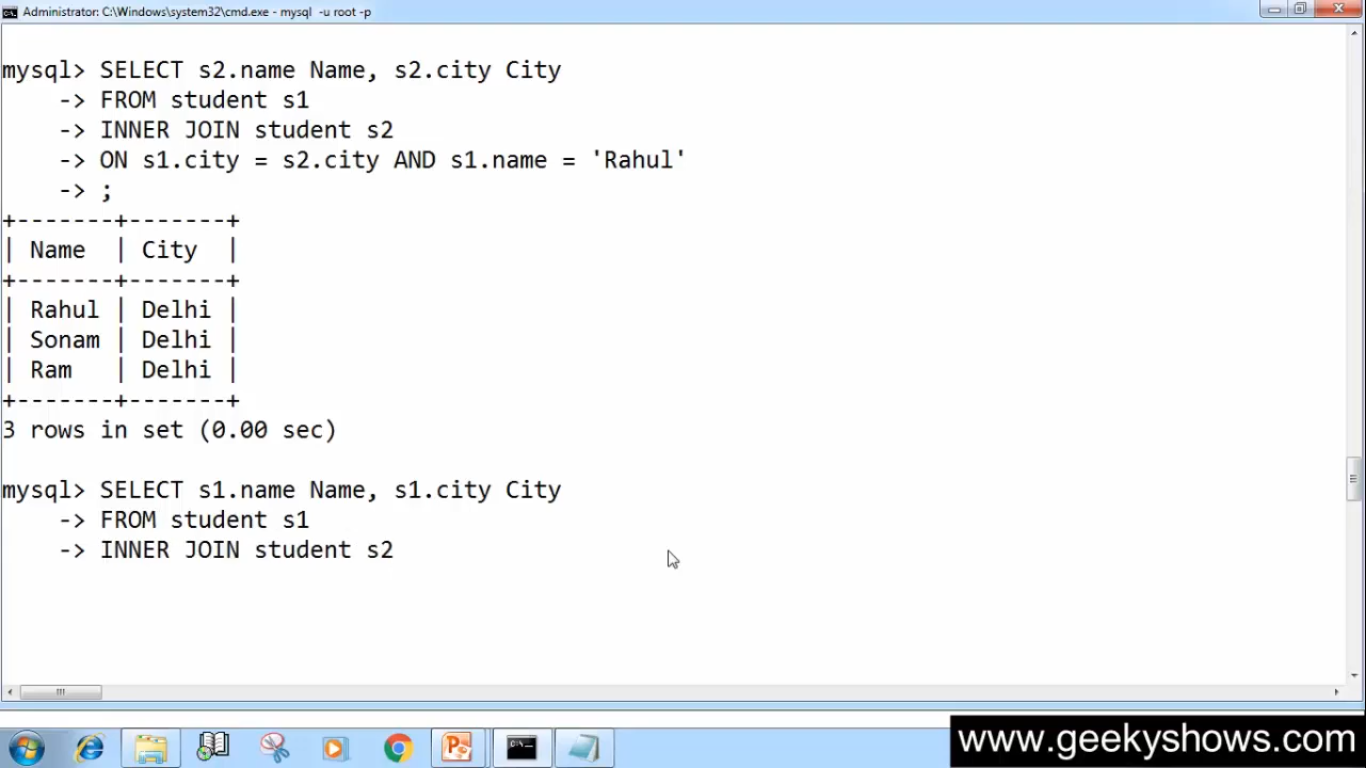 Administrator: C:\Windows\system32\cmd.exe - mysql -u root -p
mysql> SELECT s2.name Name, s2.city City
-> FROM student s1
-> INNER JOIN student s2
-> ON s1.city = s2.city AND s1.name = 'Rahul'
-> ;
+-------+-------+
| Name | City |
+-------+-------+
| Rahul | Delhi |
| Sonam | Delhi |
| Ram | Delhi |
+-------+-------+
3 rows in set (0.00 sec)
mysql> SELECT s1.name Name, s1.city City
-> FROM student s1
-> INNER JOIN student s2
www.geekyshows.com